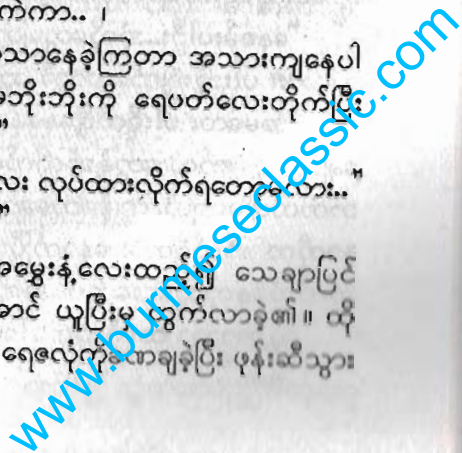 ကဲကာ.. ၊
သာနေခဲ့ကြတာ အသားကျနေပါ
ဘိုးဘိုးကို ရေပတ်လေးတိုက်ပြီး
"
လေး လုပ်ထားလိုက်ရတော့မလား.. "
"
အမွှေးနံ့လေးထည့်၍ သေချာပြင်
ဆောင် ယူပြီးမှ ထွက်လာခဲ့၏။ ထို
ရေဇလုံကိုခဏချခဲ့ပြီး ဖုန်းဆီသွား
www.burmeseclassic.com